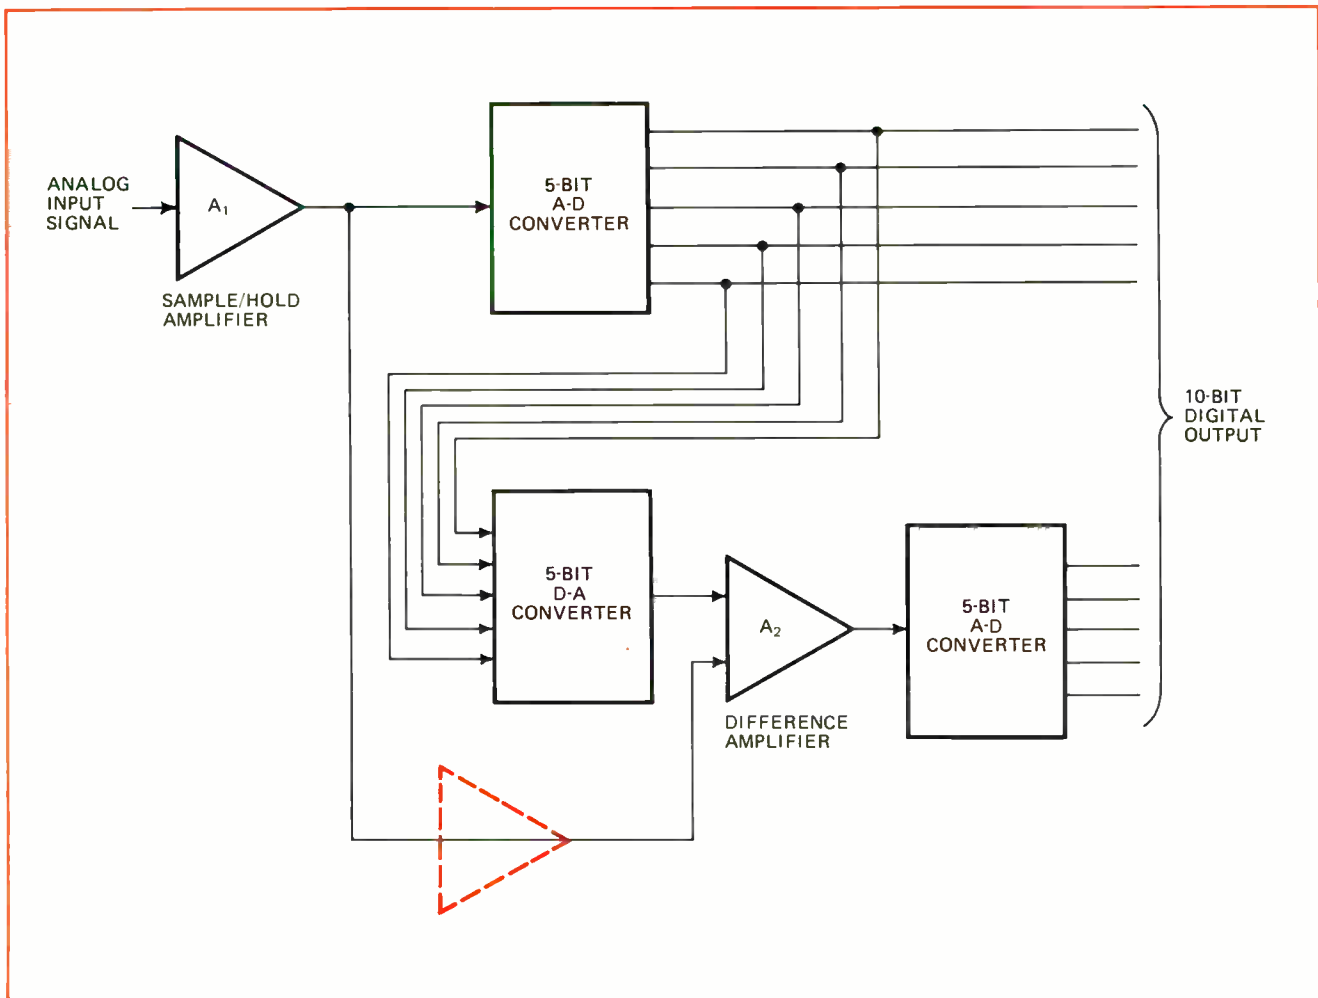 ANALOG
INPUT
SIGNAL
A1
SAMPLE/HOLD
AMPLIFIER
5-BIT
A-D
CONVERTER
10-BIT
DIGITAL
OUTPUT
5-BIT
D-A
CONVERTER
A2
DIFFERENCE
AMPLIFIER
5-BIT
A-D
CONVERTER